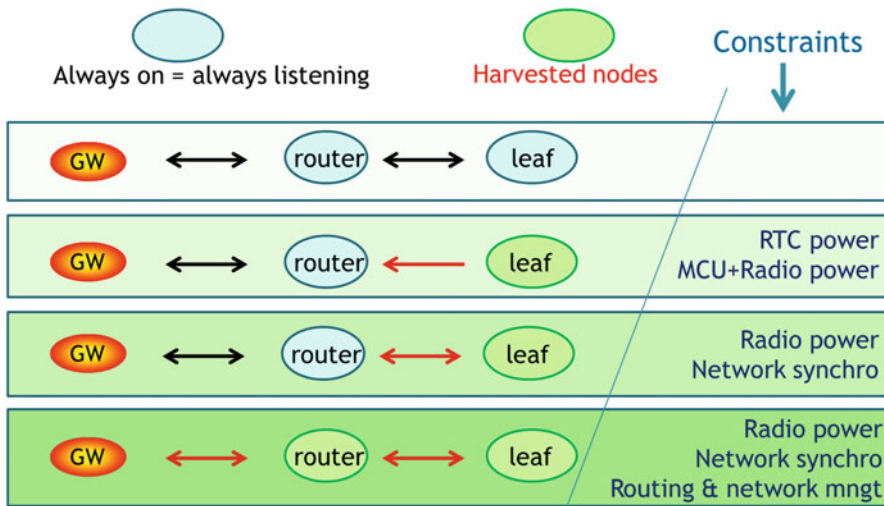 Constraints
Always on = always listening
Harvested nodes
GW
router
leaf
GW
router
leaf
RTC power
MCU+Radio power
GW
router
leaf
Radio power
Network synchro
GW
router
leaf
Radio power
Network synchro
Routing & network mngt